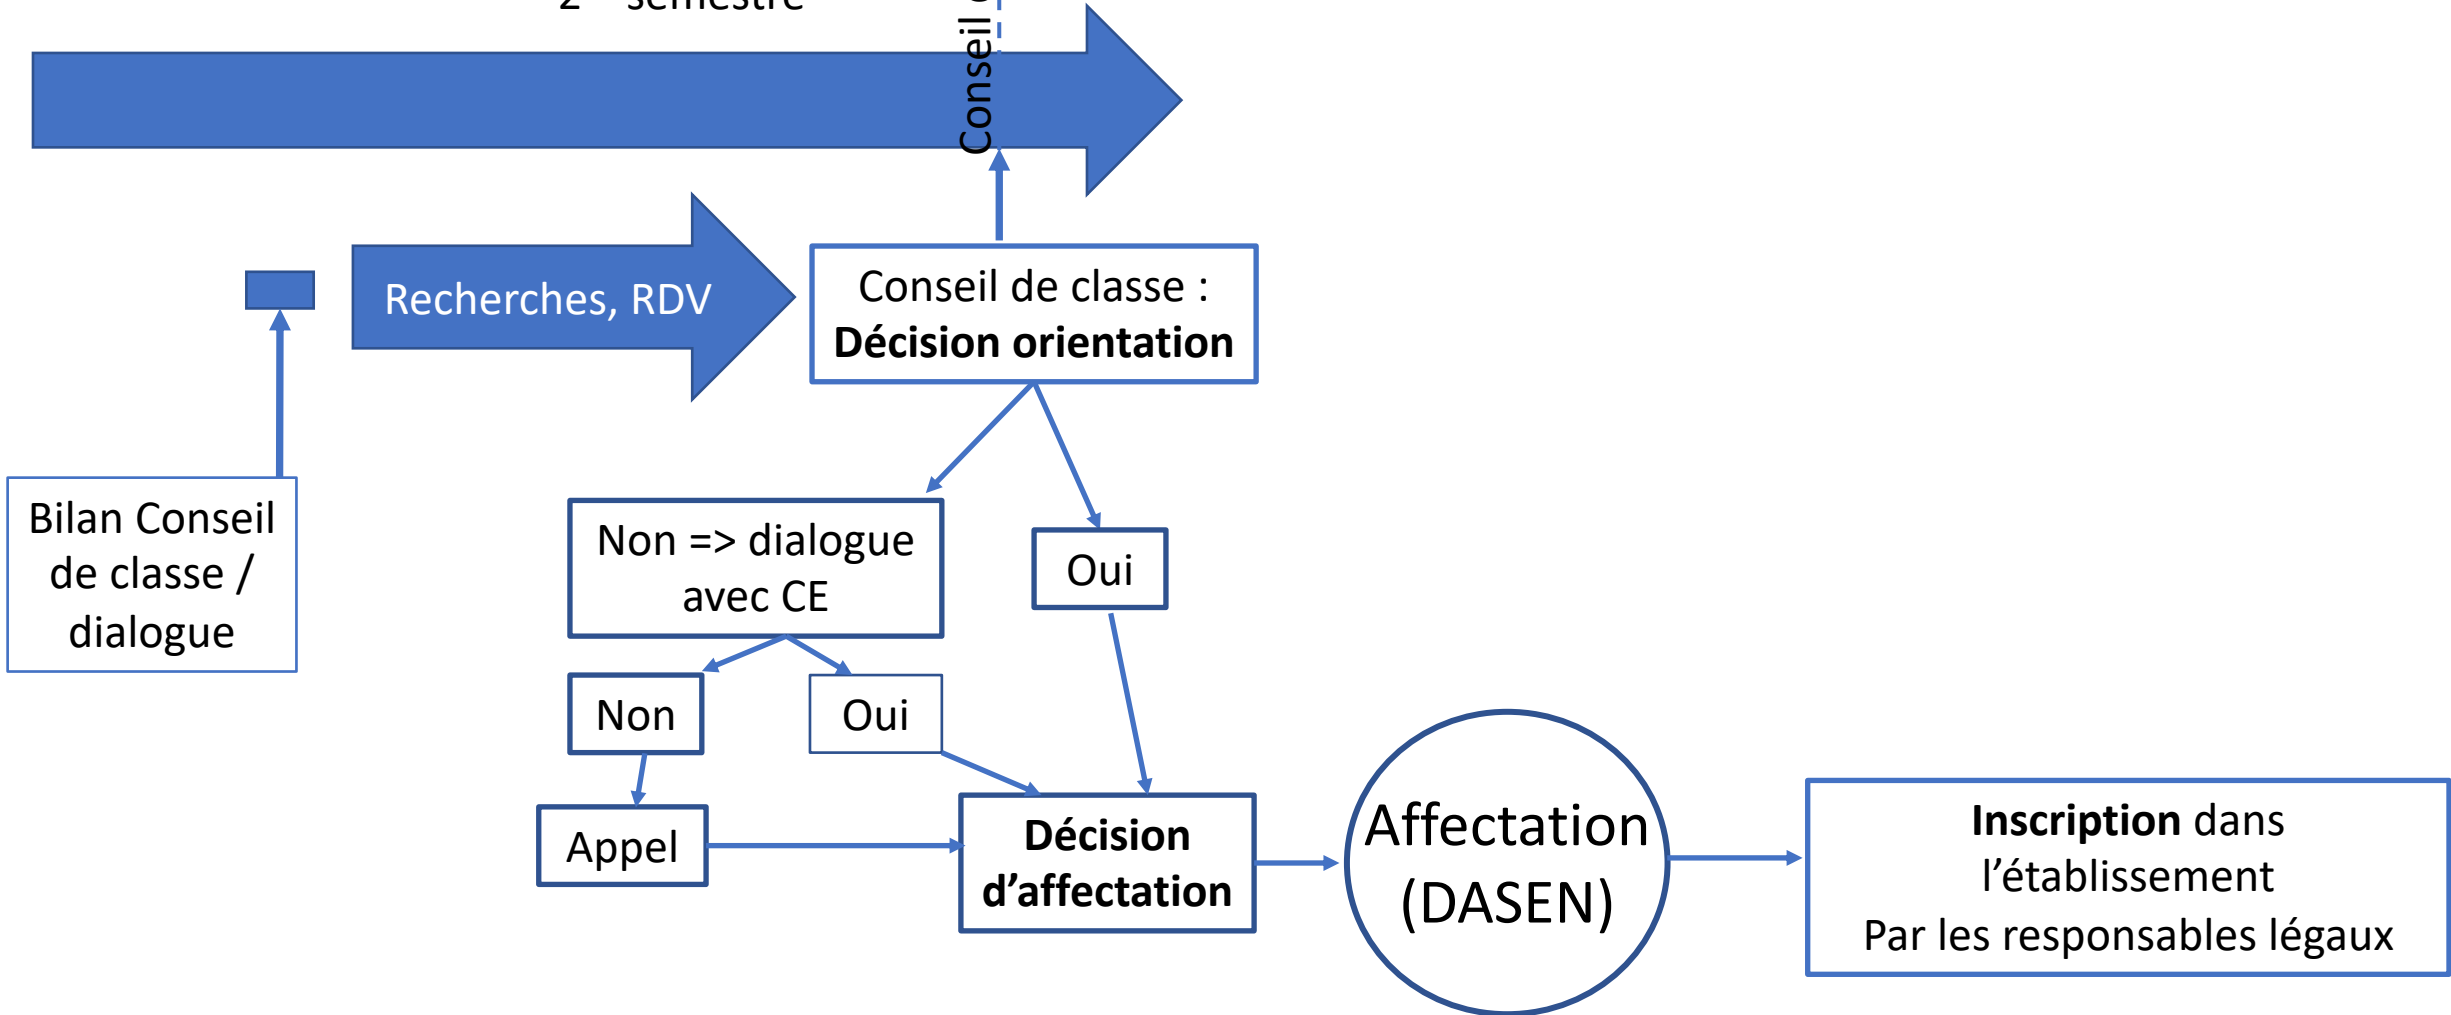 semestre
Conseil
Recherches, RDV
Conseil de classe :
Décision orientation
Bilan Conseil
de classe /
dialogue
Non => dialogue
avec CE
Oui
Non
Oui
Appel
Décision
d’affectation
Affectation
(DASEN)
Inscription dans
l’établissement
Par les responsables légaux